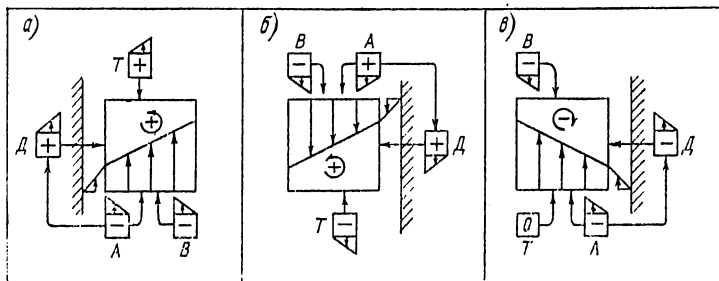 а) б) в)
Т В А В
+ − + −
Д + + + Д − − Д
− − − 0 −
А В Т Т А